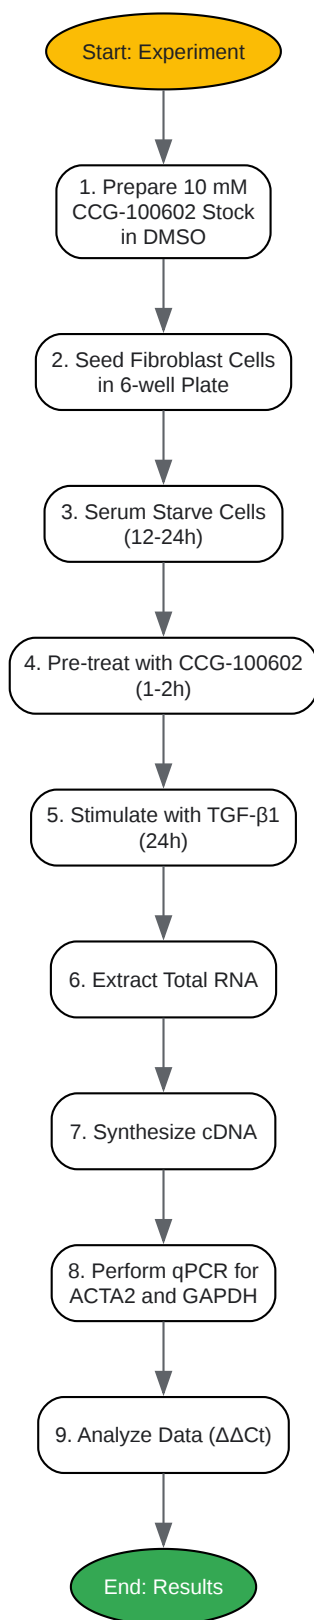 Start: Experiment
1. Prepare 10 mM
CCG-100602 Stock
in DMSO
2. Seed Fibroblast Cells
in 6-well Plate
3. Serum Starve Cells
(12-24h)
4. Pre-treat with CCG-100602
(1-2h)
5. Stimulate with TGF-β1
(24h)
6. Extract Total RNA
7. Synthesize cDNA
8. Perform qPCR for
ACTA2 and GAPDH
9. Analyze Data (ΔΔCt)
End: Results